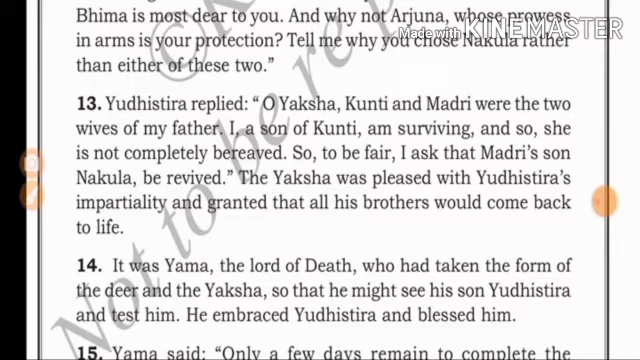 Bhima is most dear to you. And why not Arjuna, whose prowess
Made with KINEMASTER
in arms is your protection? Tell me why you chose Nakula rather
than either of these two."
13. Yudhistira replied: "O Yaksha, Kunti and Madri were the two
wives of my father. I, a son of Kunti, am surviving, and so, she
is not completely bereaved. So, to be fair, I ask that Madri's son
Nakula, be revived." The Yaksha was pleased with Yudhistira's
impartiality and granted that all his brothers would come back
to life.
14. It was Yama, the lord of Death, who had taken the form of
the deer and the Yaksha, so that he might see his son Yudhistira
and test him. He embraced Yudhistira and blessed him.
15. Yama said: "Only a few days remain to complete the
© Not to be rep